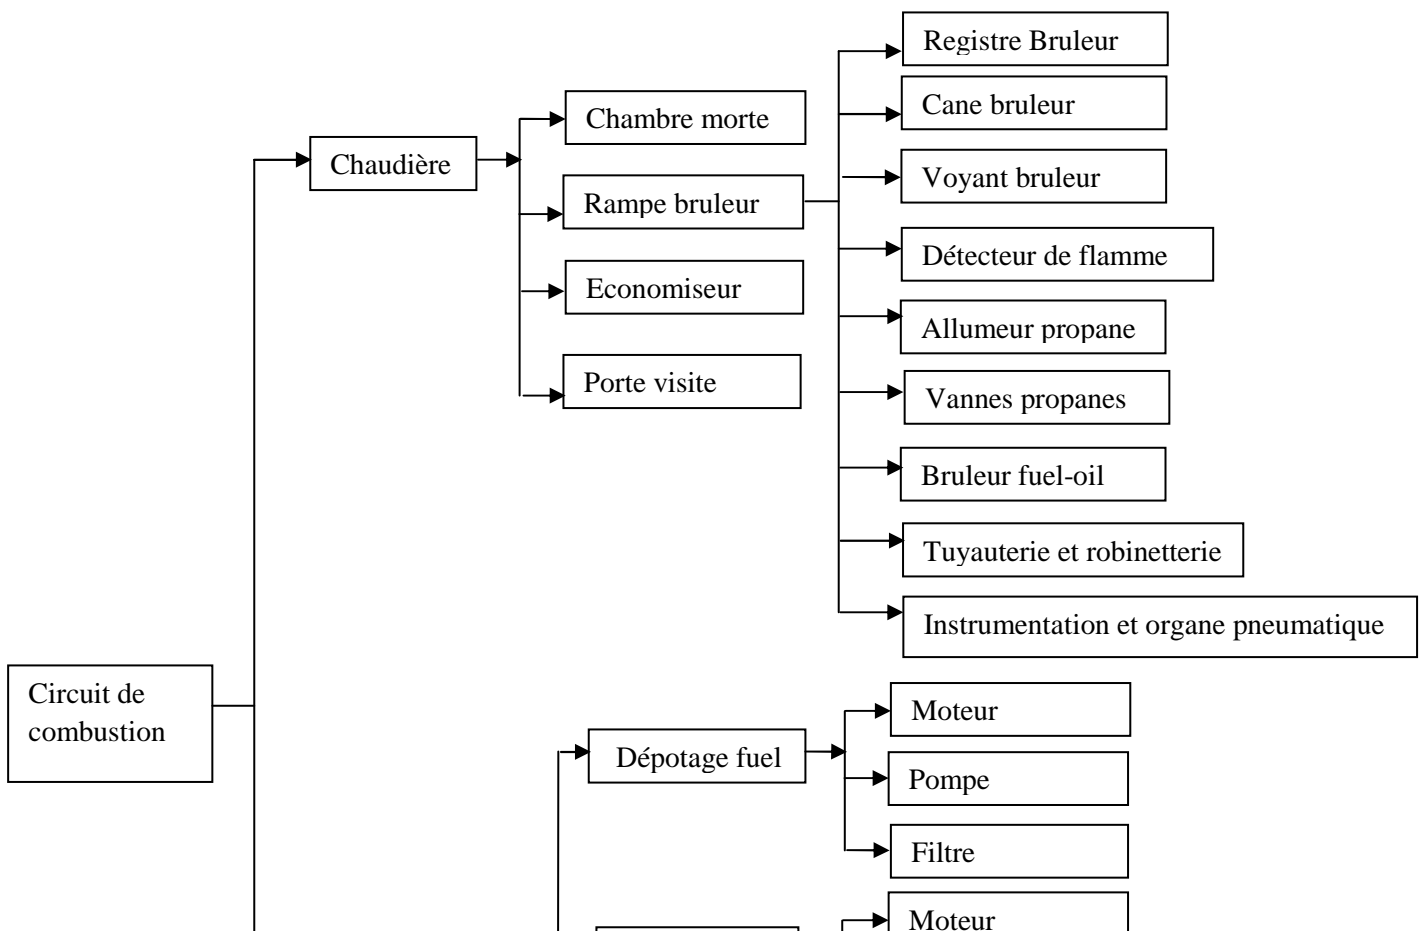 Registre Bruleur
Cane bruleur
Chambre morte
Chaudière
Voyant bruleur
Rampe bruleur
Détecteur de flamme
Economiseur
Allumeur propane
Porte visite
Vannes propanes
Bruleur fuel-oil
Tuyauterie et robinetterie
Instrumentation et organe pneumatique
Circuit de
combustion
Moteur
Dépotage fuel
Pompe
Filtre
Moteur